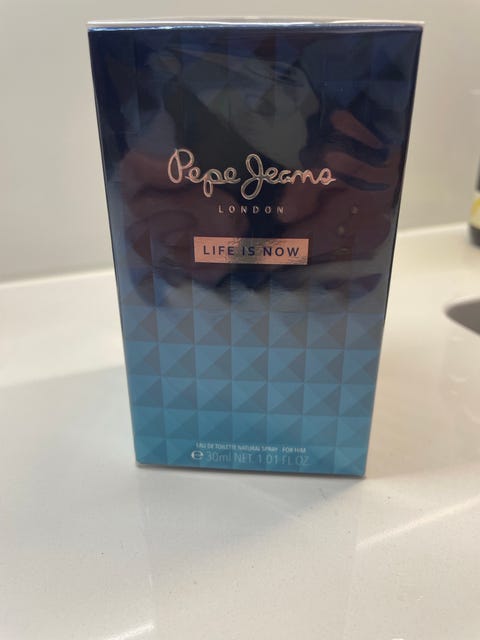 Pepe Jeans
LONDON
LIFE IS NOW
EAU DE TOILETTE NATURAL SPRAY · FOR HIM
℮ 30ml NET 1.01 FL.OZ.